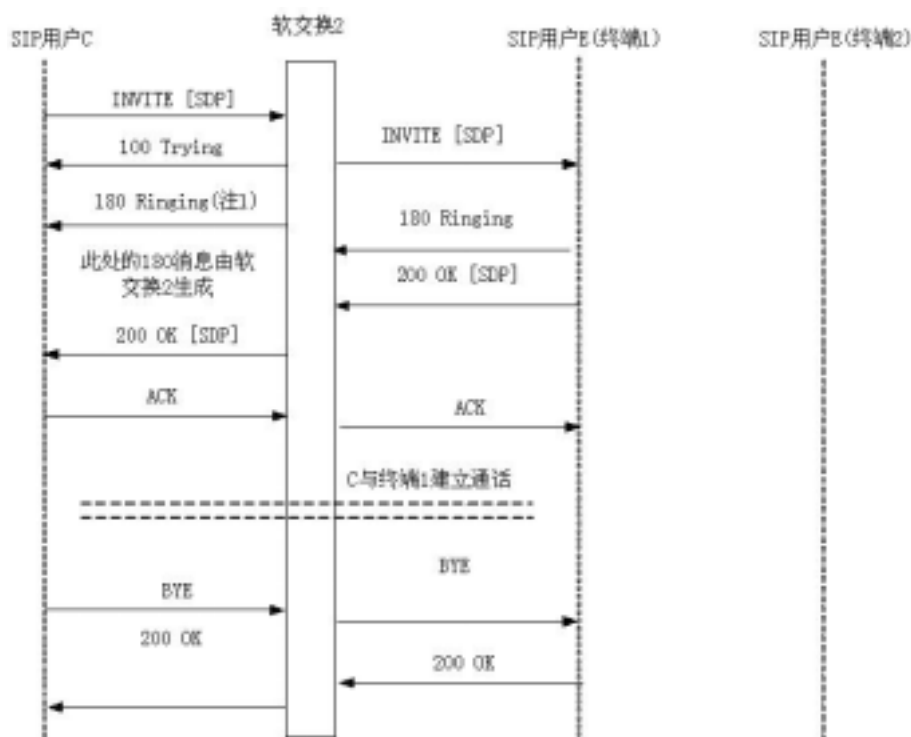 软交换2
SIP用户C
SIP用户E(终端1)
SIP用户E(终端2)
INVITE [SDP]
INVITE [SDP]
100 Trying
180 Ringing(注1)
180 Ringing
此处的180消息由软
交换2生成
200 OK [SDP]
200 OK [SDP]
ACK
ACK
C与终端1建立通话
BYE
BYE
200 OK
200 OK